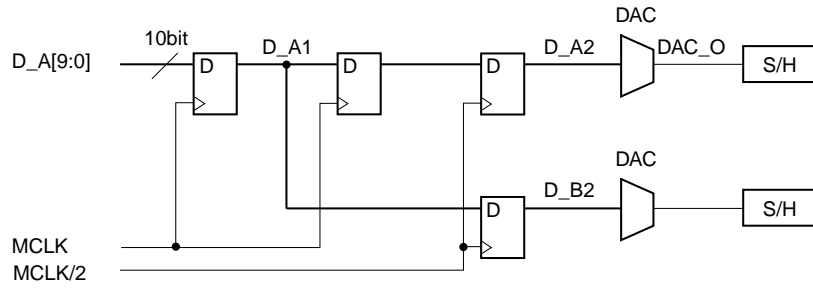 DAC
10bit
D_A[9:0]
D
D_A1
D
D
D_A2
DAC_O
S/H
DAC
D
D_B2
S/H
MCLK
MCLK/2